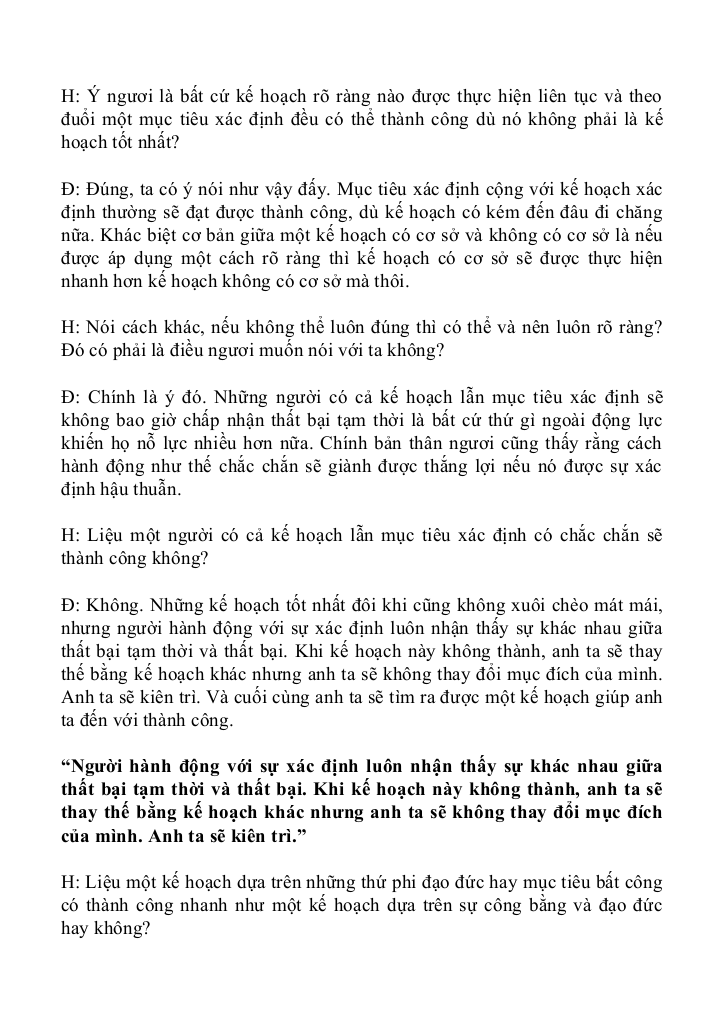 H: Ý ngươi là bất cứ kế hoạch rõ ràng nào được thực hiện liên tục và theo
đuổi một mục tiêu xác định đều có thể thành công dù nó không phải là kế
hoạch tốt nhất?
Đ: Đúng, ta có ý nói như vậy đấy. Mục tiêu xác định cộng với kế hoạch xác
định thường sẽ đạt được thành công, dù kế hoạch có kém đến đâu đi chăng
nữa. Khác biệt cơ bản giữa một kế hoạch có cơ sở và không có cơ sở là nếu
được áp dụng một cách rõ ràng thì kế hoạch có cơ sở sẽ được thực hiện
nhanh hơn kế hoạch không có cơ sở mà thôi.
H: Nói cách khác, nếu không thể luôn đúng thì có thể và nên luôn rõ ràng?
Đó có phải là điều ngươi muốn nói với ta không?
Đ: Chính là ý đó. Những người có cả kế hoạch lẫn mục tiêu xác định sẽ
không bao giờ chấp nhận thất bại tạm thời là bất cứ thứ gì ngoài động lực
khiến họ nỗ lực nhiều hơn nữa. Chính bản thân ngươi cũng thấy rằng cách
hành động như thế chắc chắn sẽ giành được thắng lợi nếu nó được sự xác
định hậu thuẫn.
H: Liệu một người có cả kế hoạch lẫn mục tiêu xác định có chắc chắn sẽ
thành công không?
Đ: Không. Những kế hoạch tốt nhất đôi khi cũng không xuôi chèo mát mái,
nhưng người hành động với sự xác định luôn nhận thấy sự khác nhau giữa
thất bại tạm thời và thất bại. Khi kế hoạch này không thành, anh ta sẽ thay
thế bằng kế hoạch khác nhưng anh ta sẽ không thay đổi mục đích của mình.
Anh ta sẽ kiên trì. Và cuối cùng anh ta sẽ tìm ra được một kế hoạch giúp anh
ta đến với thành công.
“Người hành động với sự xác định luôn nhận thấy sự khác nhau giữa
thất bại tạm thời và thất bại. Khi kế hoạch này không thành, anh ta sẽ
thay thế bằng kế hoạch khác nhưng anh ta sẽ không thay đổi mục đích
của mình. Anh ta sẽ kiên trì.”
H: Liệu một kế hoạch dựa trên những thứ phi đạo đức hay mục tiêu bất công
có thành công nhanh như một kế hoạch dựa trên sự công bằng và đạo đức
hay không?